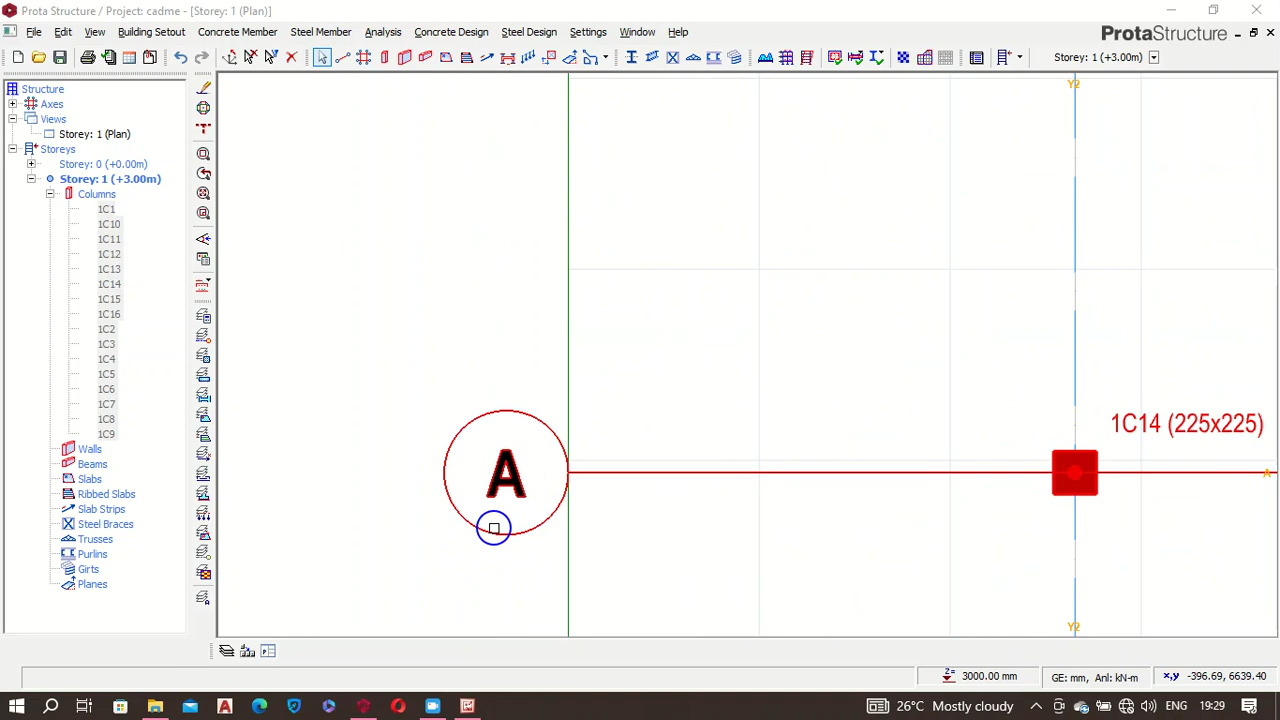 Prota Structure / Project: cadme - [Storey: 1 (Plan)]
File Edit View Building Setout Concrete Member Steel Member Analysis Concrete Design Steel Design Settings Window Help
ProtaStructure
Storey: 1 (+3.00m)
Structure
Axes
Views
Storey: 1 (Plan)
Storeys
Storey: 0 (+0.00m)
Storey: 1 (+3.00m)
Columns
1C1
1C10
1C11
1C12
1C13
1C14
1C15
1C16
1C2
1C3
1C4
1C5
1C6
1C7
1C8
1C9
Walls
Beams
Slabs
Ribbed Slabs
Slab Strips
Steel Braces
Trusses
Purlins
Girts
Planes
Y2
1C14 (225x225)
A
A
Y2
Z= 3000.00 mm
GE: mm, Anl: kN-m
x,y -396.69, 6639.40
26°C Mostly cloudy
ENG
19:29